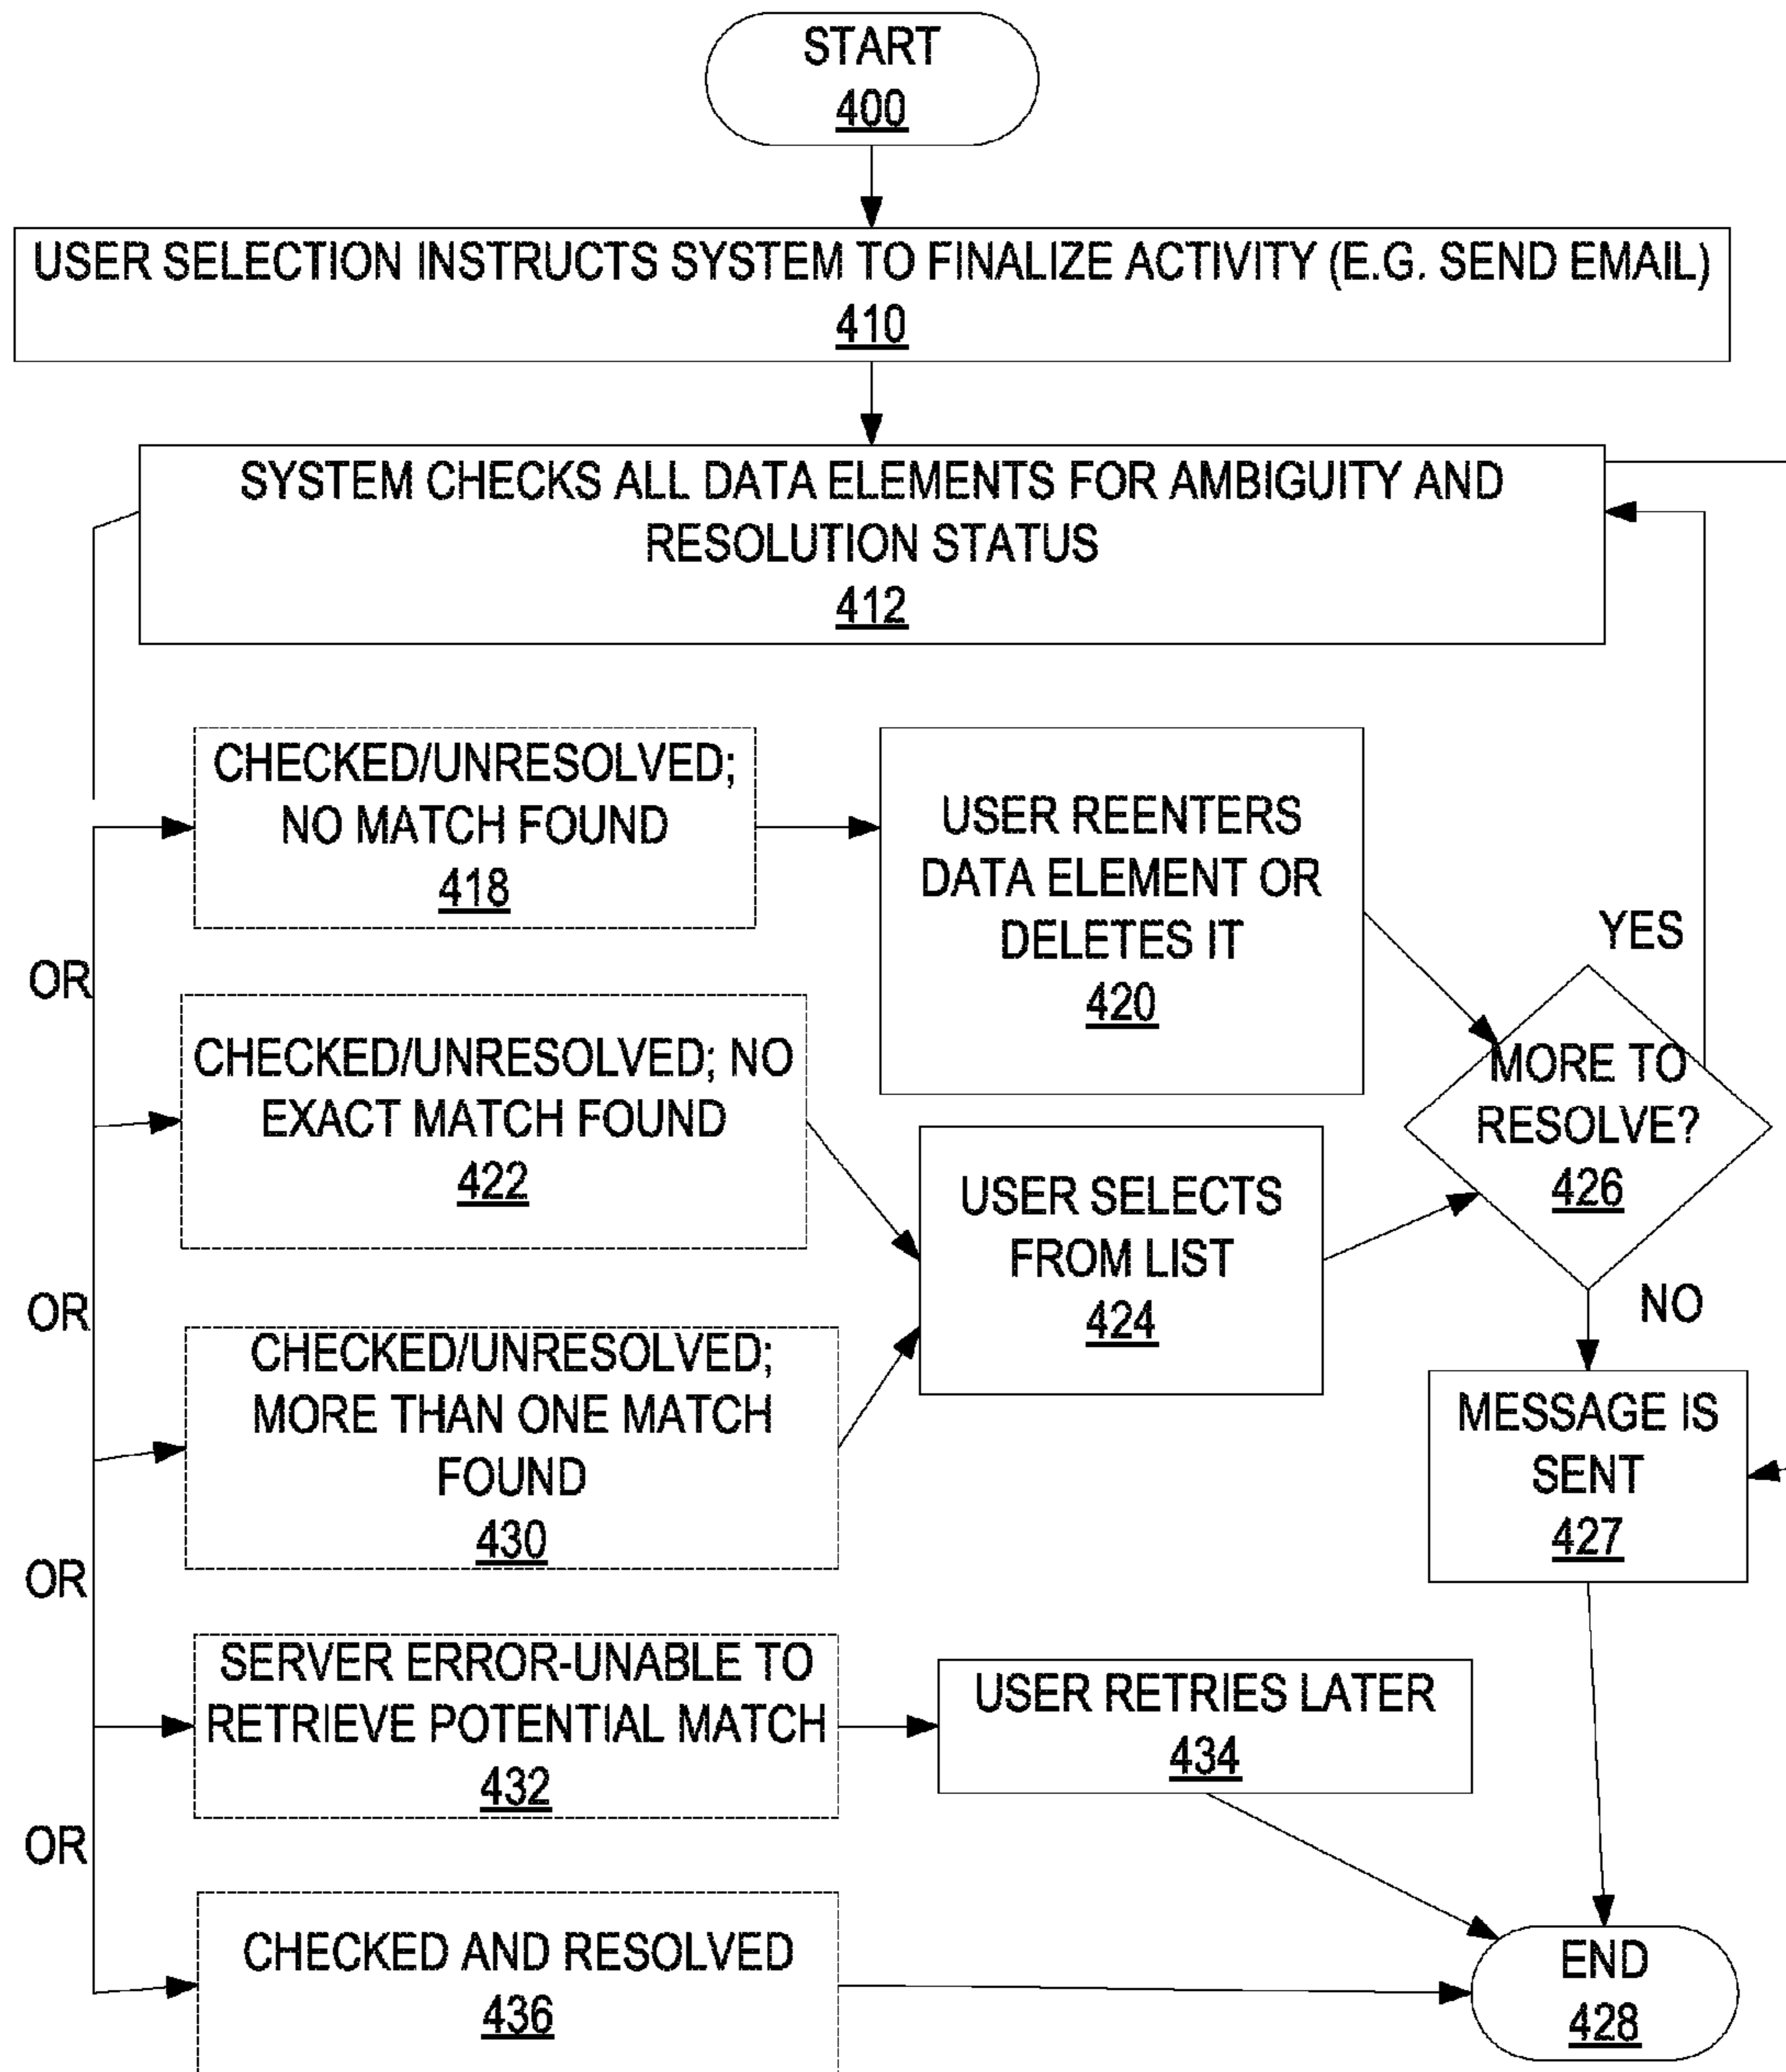 START
400
USER SELECTION INSTRUCTS SYSTEM TO FINALIZE ACTIVITY (E.G. SEND EMAIL)
410
SYSTEM CHECKS ALL DATA ELEMENTS FOR AMBIGUITY AND
RESOLUTION STATUS
412
CHECKED/UNRESOLVED;
NO MATCH FOUND
418
USER REENTERS
DATA ELEMENT OR
DELETES IT
420
YES
OR
CHECKED/UNRESOLVED; NO
EXACT MATCH FOUND
422
MORE TO
RESOLVE?
426
USER SELECTS
FROM LIST
424
NO
OR
CHECKED/UNRESOLVED;
MORE THAN ONE MATCH
FOUND
430
MESSAGE IS
SENT
427
OR
SERVER ERROR-UNABLE TO
RETRIEVE POTENTIAL MATCH
432
USER RETRIES LATER
434
OR
CHECKED AND RESOLVED
436
END
428